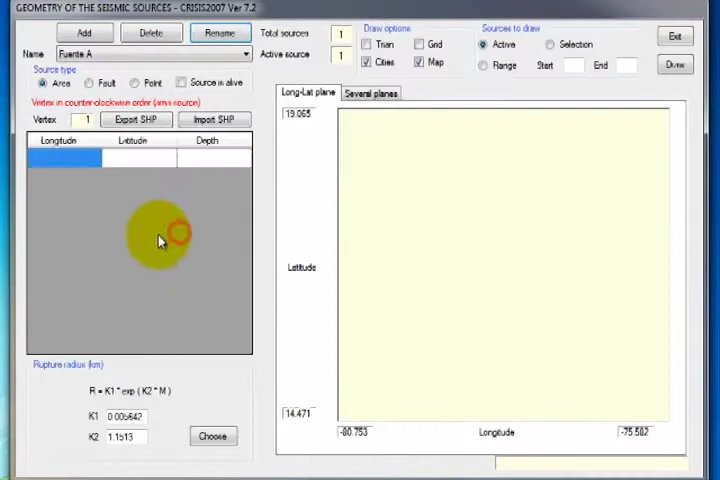 GEOMETRY OF THE SEISMIC SOURCES - CRISIS2007 Ver 7.2
Add Delete Rename Total sources 1 Draw options Sources to draw Exit
Name Fuente A Active source 1 Grid Active Selection
Source type Cities Map Range Start End Draw
Area Fault Point Source is alive
Vertex in counter-clockwise order (area source)
Vertex 1 Export SHP Import SHP
Long-Lat plane Several planes
19.065
Longitude Latitude Depth
Latitude
14.471
-80.753 Longitude -75.582
Rupture radius (km)
R = K1 * exp ( K2 * M )
K1 0.005642
K2 1.1513 Choose